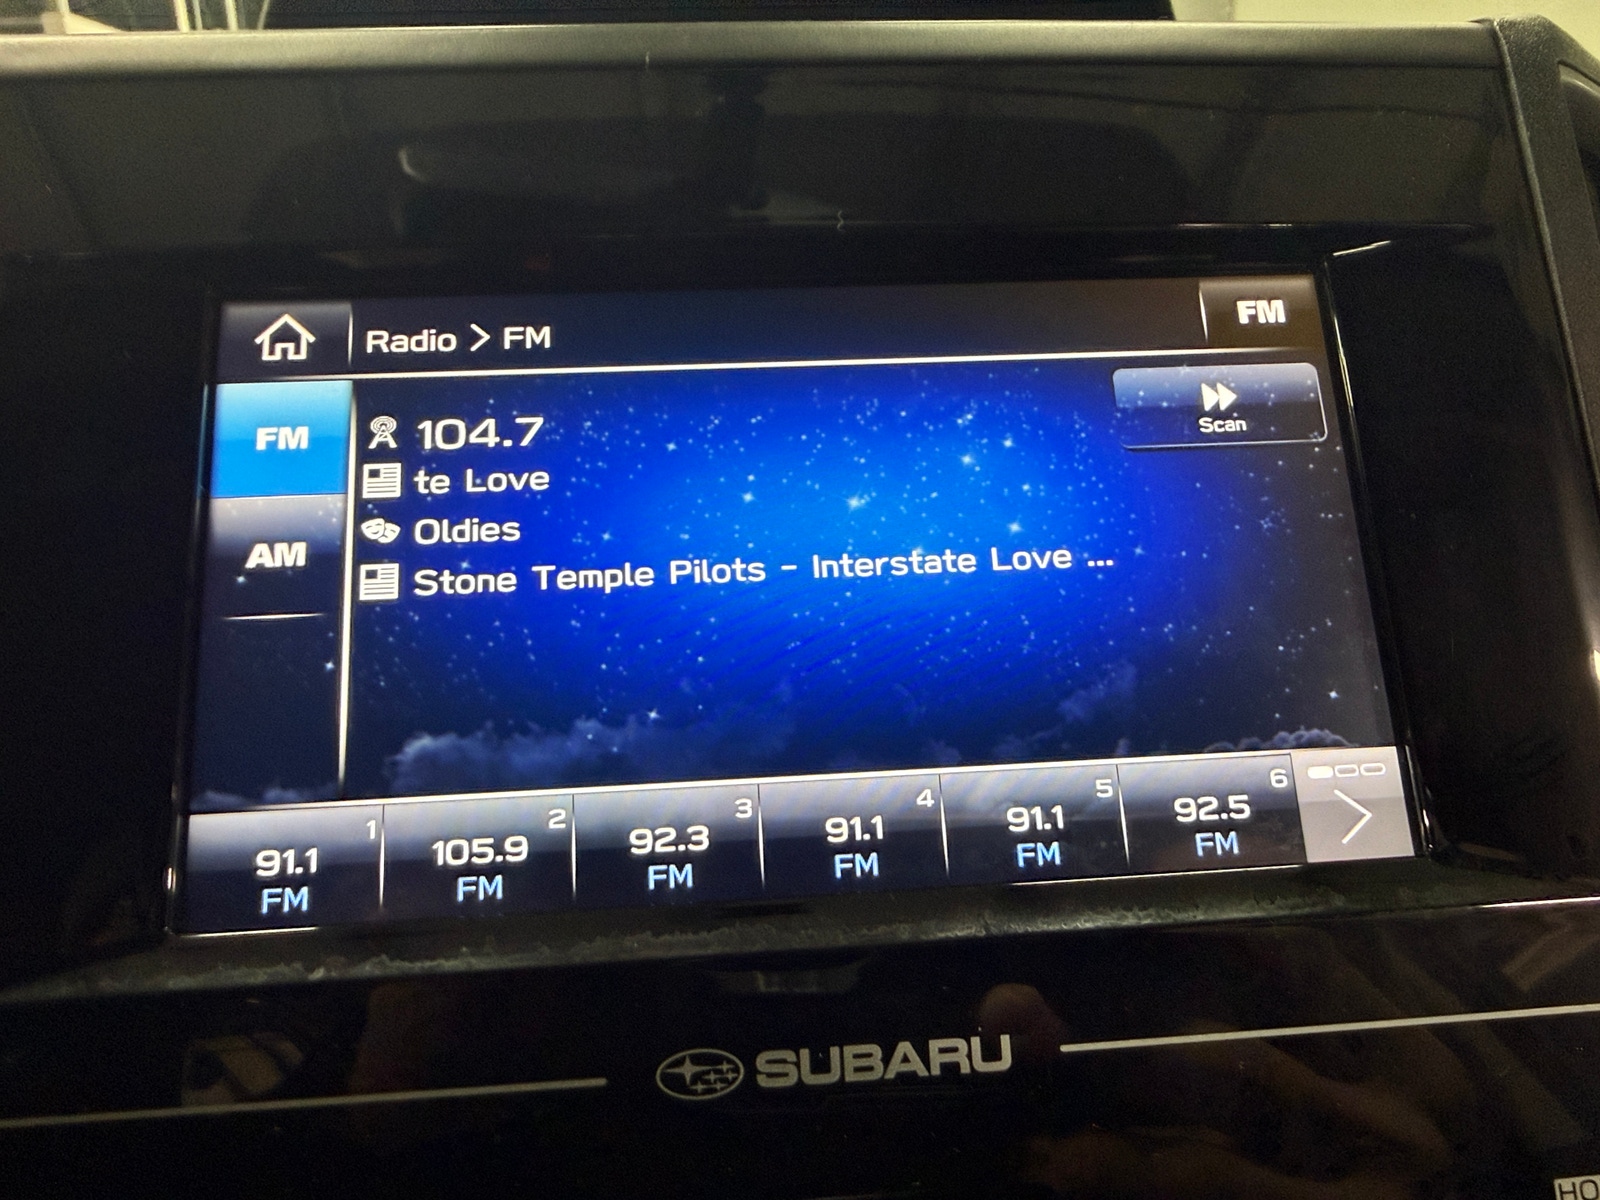 Radio > FM
FM
FM
104.7
Scan
te Love
AM
Oldies
Stone Temple Pilots - Interstate Love ...
1
2
3
4
5
6
91.1
105.9
92.3
91.1
91.1
92.5
FM
FM
FM
FM
FM
FM
SUBARU
HO